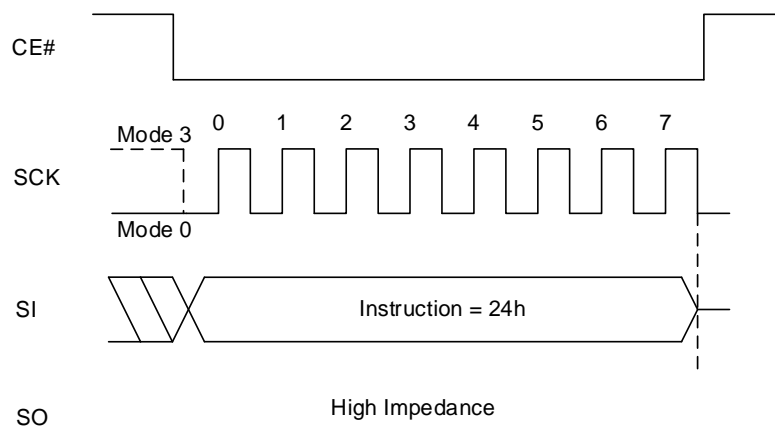 CE#
Mode 3
0 1 2 3 4 5 6 7
SCK
Mode 0
SI
Instruction = 24h
SO
High Impedance